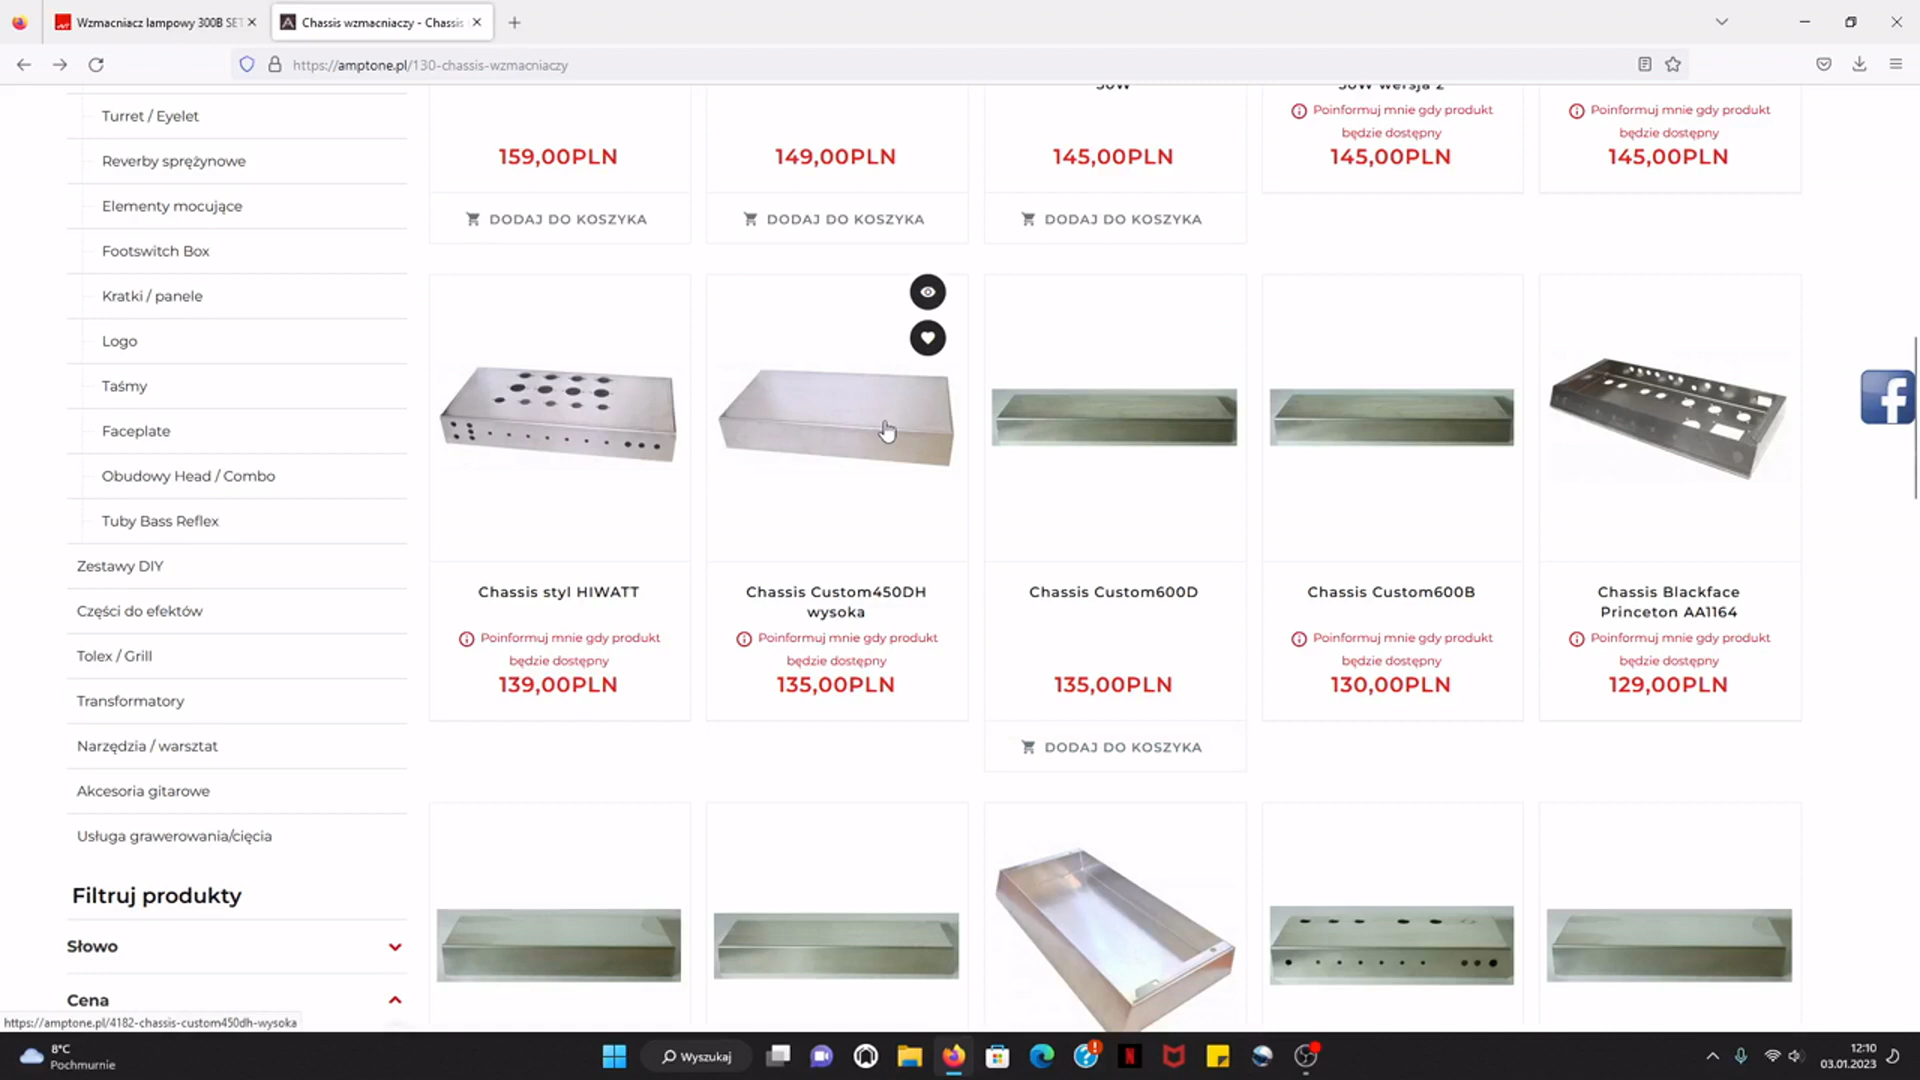 Wzmacniacz lampowy 300B SET
Chassis wzmacniaczy - Chassis
https://amptone.pl/130-chassis-wzmacniaczy
Turret / Eyelet
Reverby sprężynowe
Elementy mocujące
Footswitch Box
Kratki / panele
Logo
Taśmy
Faceplate
Obudowy Head / Combo
Tuby Bass Reflex
Zestawy DIY
Części do efektów
Tolex / Grill
Transformatory
Narzędzia / warsztat
Akcesoria gitarowe
Usługa grawerowania/cięcia
Filtruj produkty
Słowo
Cena
159,00PLN
DODAJ DO KOSZYKA
149,00PLN
DODAJ DO KOSZYKA
50W
145,00PLN
DODAJ DO KOSZYKA
50W wersja 2
Poinformuj mnie gdy produkt
będzie dostępny
145,00PLN
Poinformuj mnie gdy produkt
będzie dostępny
145,00PLN
Chassis styl HIWATT
Poinformuj mnie gdy produkt
będzie dostępny
139,00PLN
Chassis Custom450DH
wysoka
Poinformuj mnie gdy produkt
będzie dostępny
135,00PLN
Chassis Custom600D
135,00PLN
DODAJ DO KOSZYKA
Chassis Custom600B
Poinformuj mnie gdy produkt
będzie dostępny
130,00PLN
Chassis Blackface
Princeton AA1164
Poinformuj mnie gdy produkt
będzie dostępny
129,00PLN
https://amptone.pl/4182-chassis-custom450dh-wysoka
8°C
Pochmurnie
Wyszukaj
12:10
03.01.2023